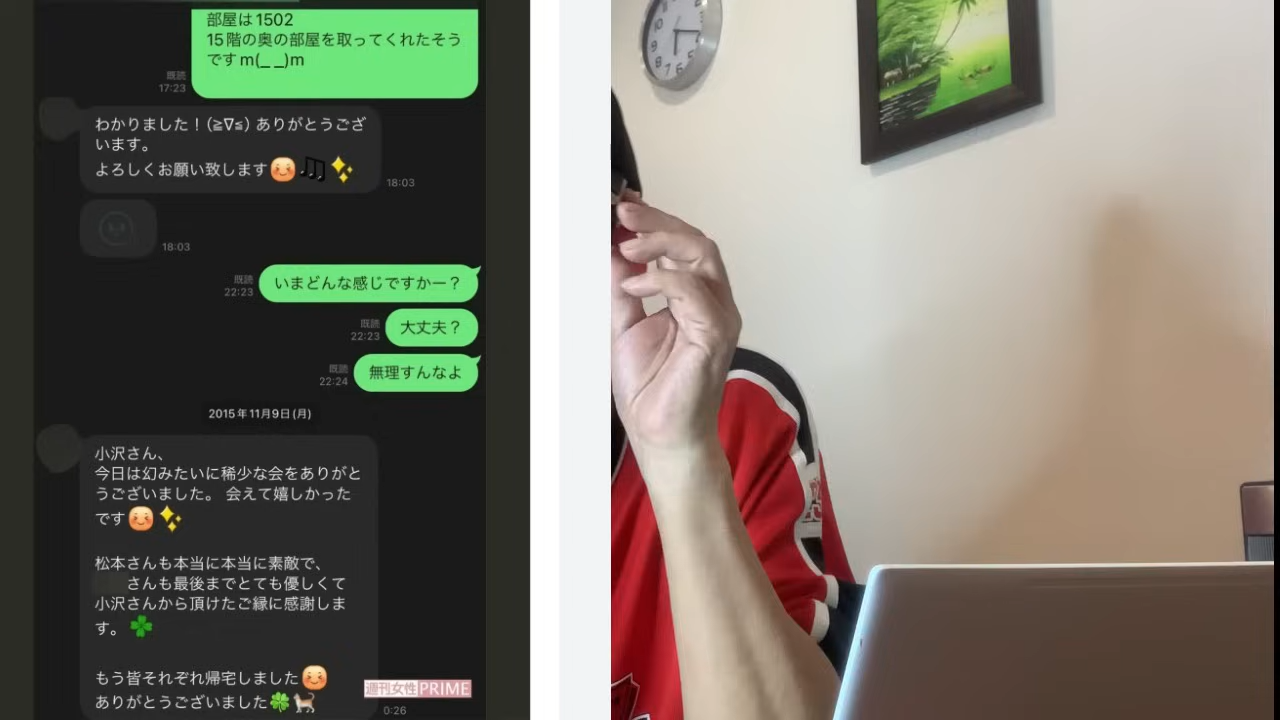 部屋は1502
15階の奥の部屋を取ってくれたそう
ですm(_ _)m
既読
17:23
わかりました！(≧∇≦) ありがとうござ
います。
よろしくお願い致します😊🎵✨
18:03
18:03
いまどんな感じですかー？
既読
22:23
大丈夫？
既読
22:23
無理すんなよ
既読
22:24
2015年11月9日(月)
小沢さん、
今日は幻みたいに稀少な会をありがと
うございました。 会えて嬉しかった
です😊✨
松本さんも本当に本当に素敵で、
さんも最後までとても優しくて
小沢さんから頂けたご縁に感謝しま
す。🍀
もう皆それぞれ帰宅しました😊
ありがとうございました🍀🐈
0:26
週刊女性PRIME